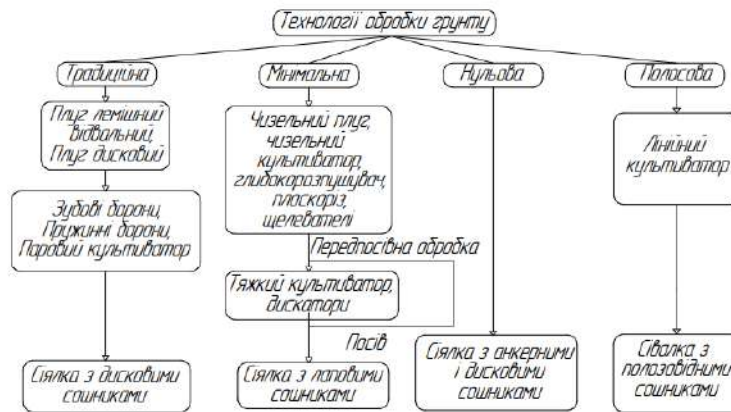 Технології обробки грунту
Традиційна
Мінімальна
Нульова
Полосова
Плуг лемішний
відвальний,
Плуг дисковий
Чизельний плуг,
чизельний
культиватор,
глибокорозпушувач,
плоскоріз,
щелевателі
Лінійний
культиватор
Зубові борони,
Пружинні борони,
Паровий культиватор
Передпосівна обробка
Тяжкий культиватор,
дискатори
Посів
Сіялка з дисковими
сошниками
Сіялка з лаповими
сошниками
Сіялка з анкерними
і дисковими
сошниками
Сівалка з
полозовідними
сошниками